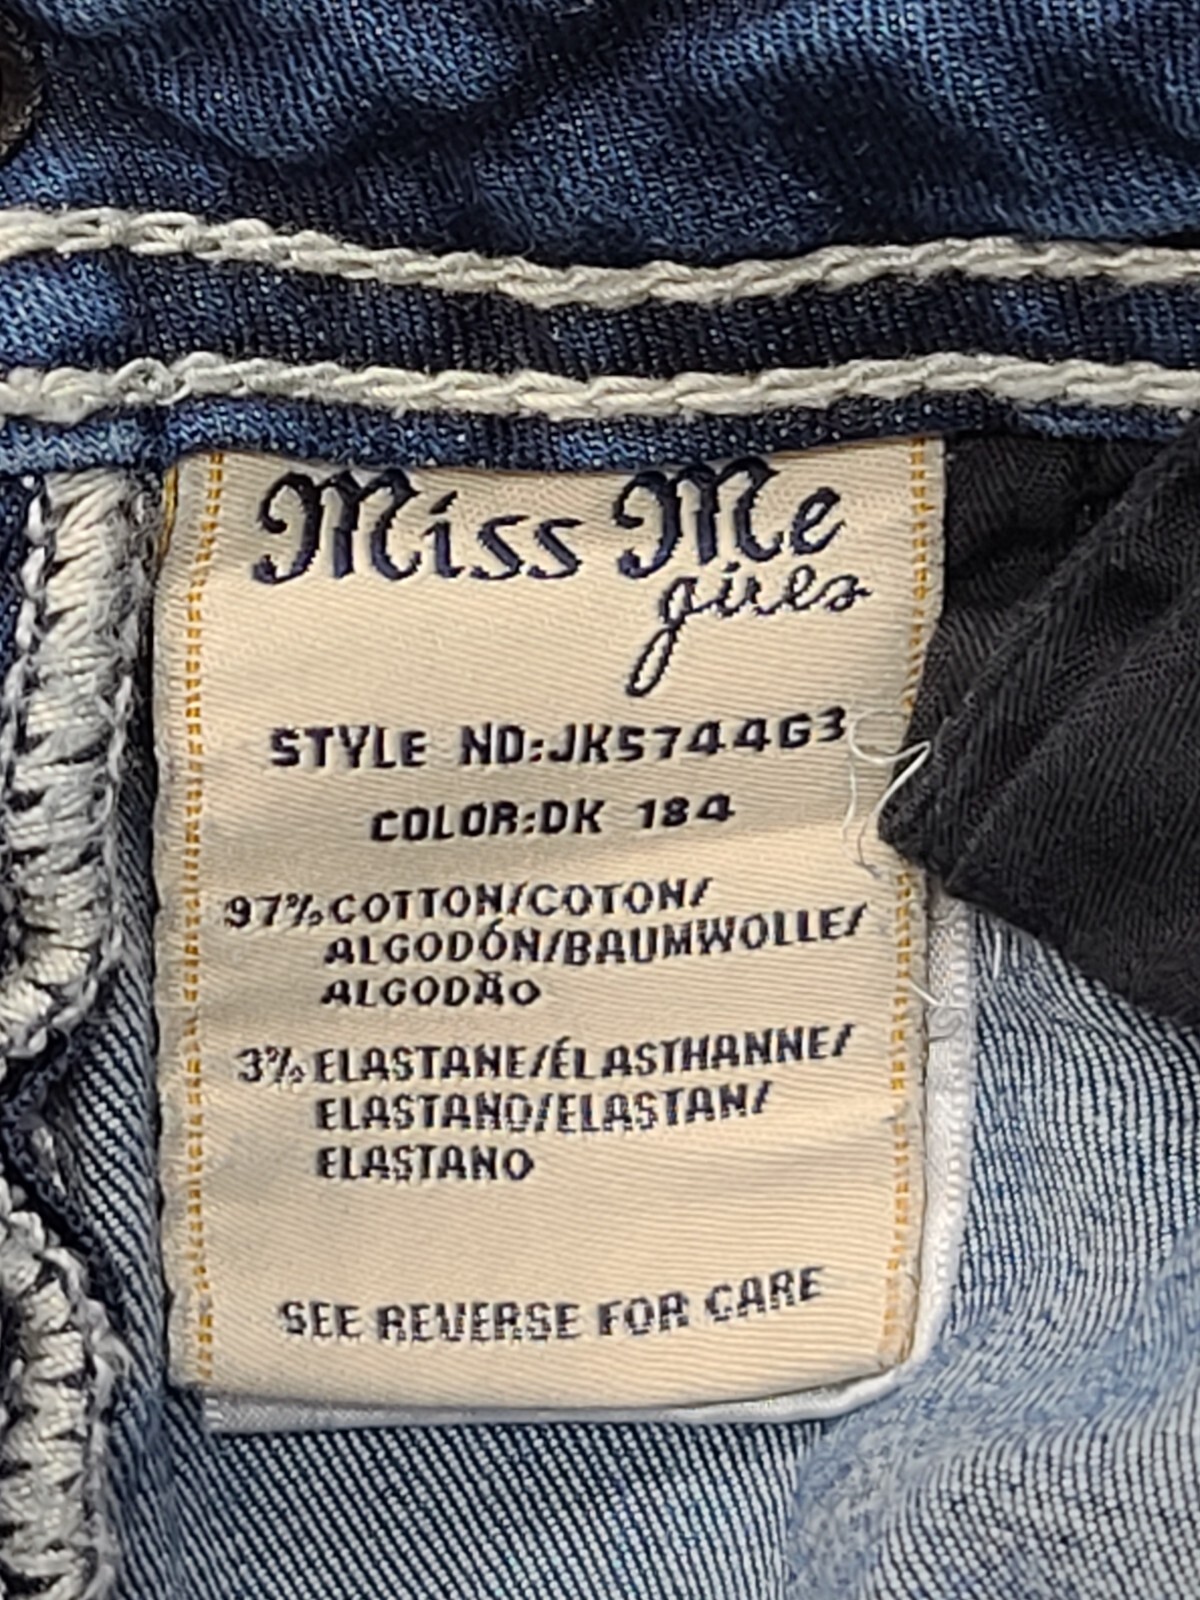 Miss Me
girls
STYLE NO:JK5744G3
COLOR:DK 184
97%COTTON/COTON/
ALGODÓN/BAUMWOLLE/
ALGODÃO
3%ELASTANE/ÉLASTHANNE/
ELASTANO/ELASTAN/
ELASTANO
SEE REVERSE FOR CARE